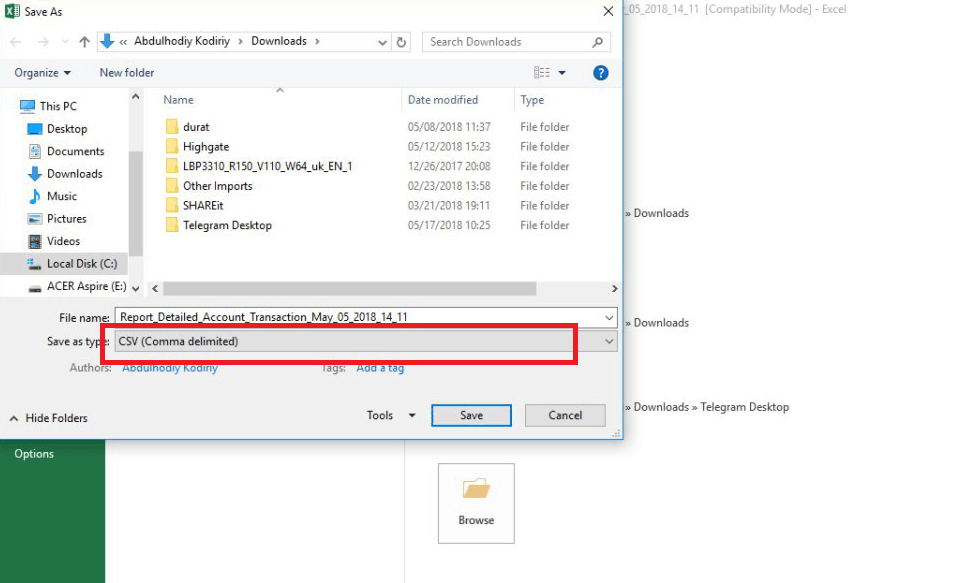 Save As
_05_2018_14_11 [Compatibility Mode] - Excel
« Abdulhodiy Kodiriy > Downloads >
Search Downloads
Organize
New folder
?
Name
Date modified
Type
This PC
Desktop
Documents
Downloads
Music
Pictures
Videos
Local Disk (C:)
ACER Aspire (E:)
durat 05/08/2018 11:37 File folder
Highgate 05/12/2018 15:23 File folder
LBP3310_R150_V110_W64_uk_EN_1 12/26/2017 20:08 File folder
Other Imports 02/23/2018 13:58 File folder
SHAREit 03/21/2018 19:11 File folder
Telegram Desktop 05/17/2018 10:25 File folder
» Downloads
File name: Report_Detailed_Account_Transaction_May_05_2018_14_11
» Downloads
Save as type: CSV (Comma delimited)
Authors: Abdulhodiy Kodiriy
Tags: Add a tag
» Downloads » Telegram Desktop
Hide Folders
Tools
Save
Cancel
Options
Browse